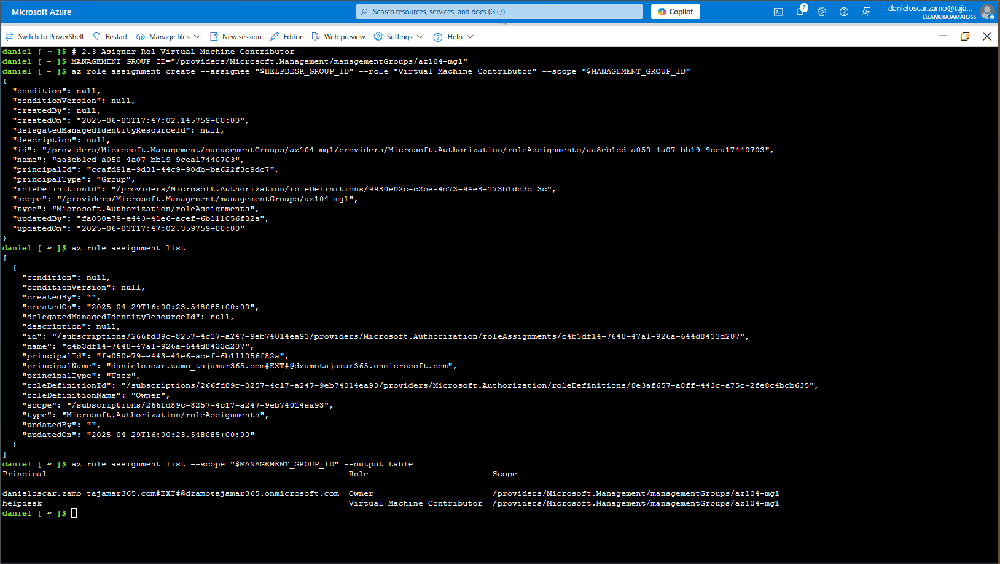 Microsoft Azure
Search resources, services, and docs (G+/)
Copilot
7
danieloscar.zamo@taja...
DZAMOTAJAMAR365
Switch to PowerShell
Restart
Manage files
New session
Editor
Web preview
Settings
Help
daniel [ ~ ]$ # 2.3 Asignar Rol Virtual Machine Contributor
daniel [ ~ ]$ MANAGEMENT_GROUP_ID="/providers/Microsoft.Management/managementGroups/az104-mg1"
daniel [ ~ ]$ az role assignment create --assignee "$HELPDESK_GROUP_ID" --role "Virtual Machine Contributor" --scope "$MANAGEMENT_GROUP_ID"
{
  "condition": null,
  "conditionVersion": null,
  "createdBy": null,
  "createdOn": "2025-06-03T17:47:02.145759+00:00",
  "delegatedManagedIdentityResourceId": null,
  "description": null,
  "id": "/providers/Microsoft.Management/managementGroups/az104-mg1/providers/Microsoft.Authorization/roleAssignments/aa8eb1cd-a050-4a07-bb19-9cea17440703",
  "name": "aa8eb1cd-a050-4a07-bb19-9cea17440703",
  "principalId": "ccafd91a-9d81-44c9-90db-ba622f3c9dc7",
  "principalType": "Group",
  "roleDefinitionId": "/providers/Microsoft.Authorization/roleDefinitions/9980e02c-c2be-4d73-94e8-173b1dc7cf3c",
  "scope": "/providers/Microsoft.Management/managementGroups/az104-mg1",
  "type": "Microsoft.Authorization/roleAssignments",
  "updatedBy": "fa050e79-e443-41e6-acef-6b111056f82a",
  "updatedOn": "2025-06-03T17:47:02.359759+00:00"
}
daniel [ ~ ]$ az role assignment list
[
  {
    "condition": null,
    "conditionVersion": null,
    "createdBy": "",
    "createdOn": "2025-04-29T16:00:23.548085+00:00",
    "delegatedManagedIdentityResourceId": null,
    "description": null,
    "id": "/subscriptions/266fd89c-8257-4c17-a247-9eb74014ea93/providers/Microsoft.Authorization/roleAssignments/c4b3df14-7648-47a1-926a-644d8433d207",
    "name": "c4b3df14-7648-47a1-926a-644d8433d207",
    "principalId": "fa050e79-e443-41e6-acef-6b111056f82a",
    "principalName": "danieloscar.zamo_tajamar365.com#EXT#@dzamotajamar365.onmicrosoft.com",
    "principalType": "User",
    "roleDefinitionId": "/subscriptions/266fd89c-8257-4c17-a247-9eb74014ea93/providers/Microsoft.Authorization/roleDefinitions/8e3af657-a8ff-443c-a75c-2fe8c4bcb635",
    "roleDefinitionName": "Owner",
    "scope": "/subscriptions/266fd89c-8257-4c17-a247-9eb74014ea93",
    "type": "Microsoft.Authorization/roleAssignments",
    "updatedBy": "",
    "updatedOn": "2025-04-29T16:00:23.548085+00:00"
  }
]
daniel [ ~ ]$ az role assignment list --scope "$MANAGEMENT_GROUP_ID" --output table
Principal                                                             Role                         Scope
--------------------------------------------------------------------  ---------------------------  ----------------------------------------------------------
danieloscar.zamo_tajamar365.com#EXT#@dzamotajamar365.onmicrosoft.com  Owner                        /providers/Microsoft.Management/managementGroups/az104-mg1
helpdesk                                                              Virtual Machine Contributor  /providers/Microsoft.Management/managementGroups/az104-mg1
daniel [ ~ ]$